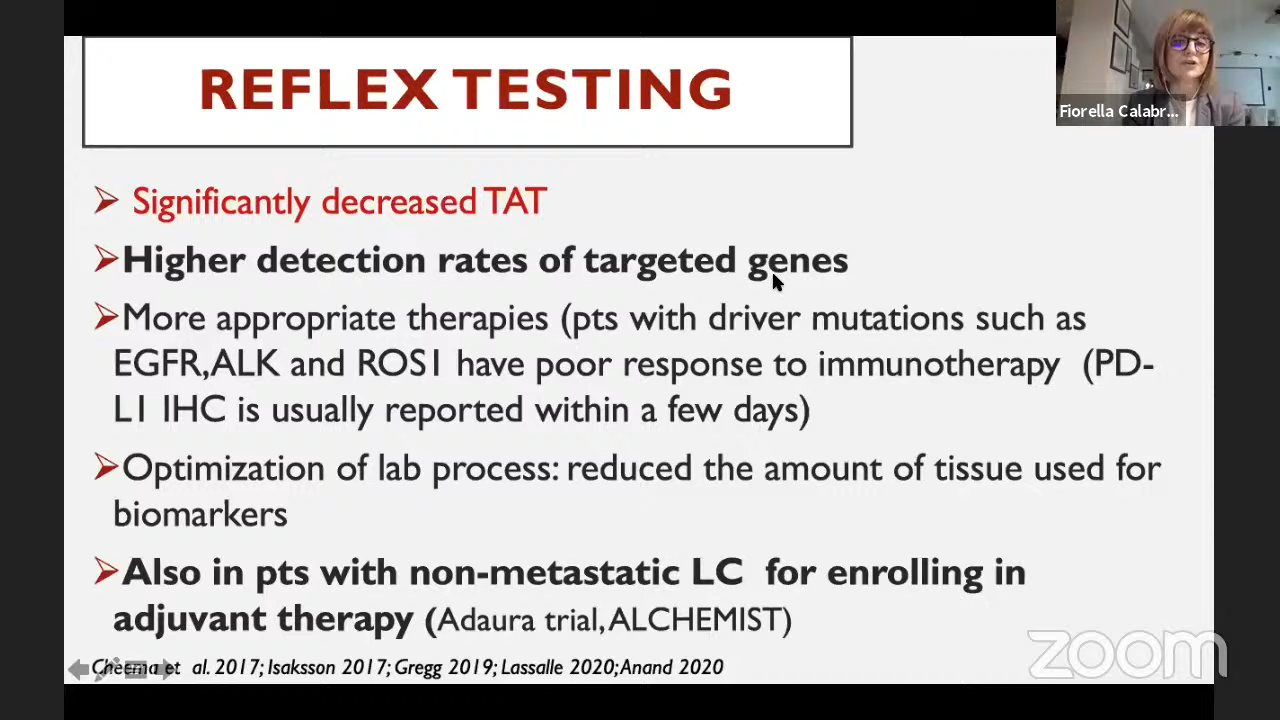 REFLEX TESTING
Fiorella Calabr...
Significantly decreased TAT
Higher detection rates of targeted genes
More appropriate therapies (pts with driver mutations such as
EGFR, ALK and ROS1 have poor response to immunotherapy (PD-
L1 IHC is usually reported within a few days)
Optimization of lab process: reduced the amount of tissue used for
biomarkers
Also in pts with non-metastatic LC for enrolling in
adjuvant therapy (Adaura trial, ALCHEMIST)
zoom
Cheema et al. 2017; Isaksson 2017; Gregg 2019; Lassalle 2020; Anand 2020